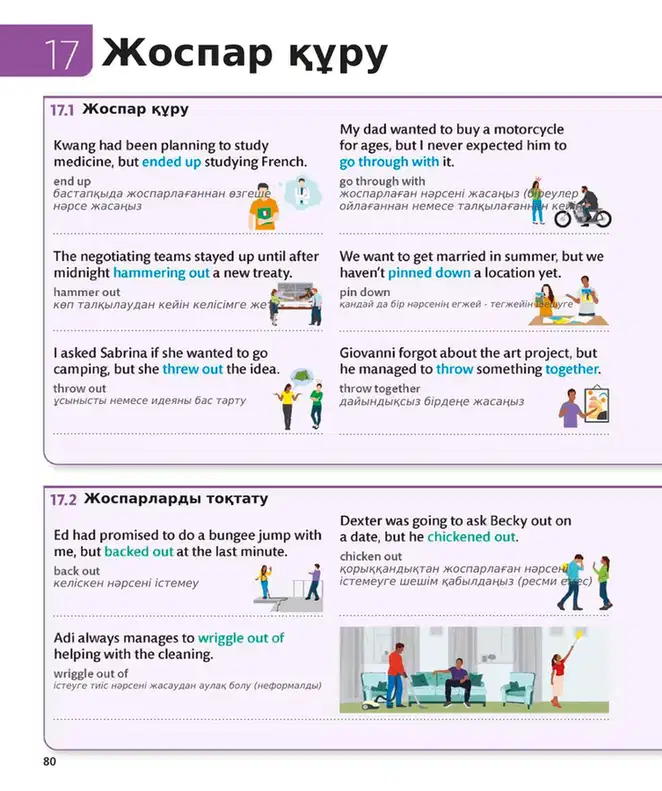 17 Жоспар құру
17.1 Жоспар құру
Kwang had been planning to study
medicine, but ended up studying French.
end up
бастапқыда жоспарлағаннан өзгеше
нәрсе жасаңыз
My dad wanted to buy a motorcycle
for ages, but I never expected him to
go through with it.
go through with
жоспарлаған нәрсені жасаңыз (біреулер
ойлағаннан немесе талқылағаннан кейін
The negotiating teams stayed up until after
midnight hammering out a new treaty.
hammer out
көп талқылаудан кейін келісімге же
We want to get married in summer, but we
haven't pinned down a location yet.
pin down
қандай да бір нәрсенің егжей - тегжейін шешуге
I asked Sabrina if she wanted to go
camping, but she threw out the idea.
throw out
ұсынысты немесе идеяны бас тарту
Giovanni forgot about the art project, but
he managed to throw something together.
throw together
дайындықсыз бірдеңе жасаңыз
17.2 Жоспарларды тоқтату
Ed had promised to do a bungee jump with
me, but backed out at the last minute.
back out
келіскен нәрсені істемеу
Dexter was going to ask Becky out on
a date, but he chickened out.
chicken out
қорыққандықтан жоспарлаған нәрсені
істемеуге шешім қабылдаңыз (ресми емес)
Adi always manages to wriggle out of
helping with the cleaning.
wriggle out of
істеуге тиіс нәрсені жасаудан аулақ болу (неформалды)
80